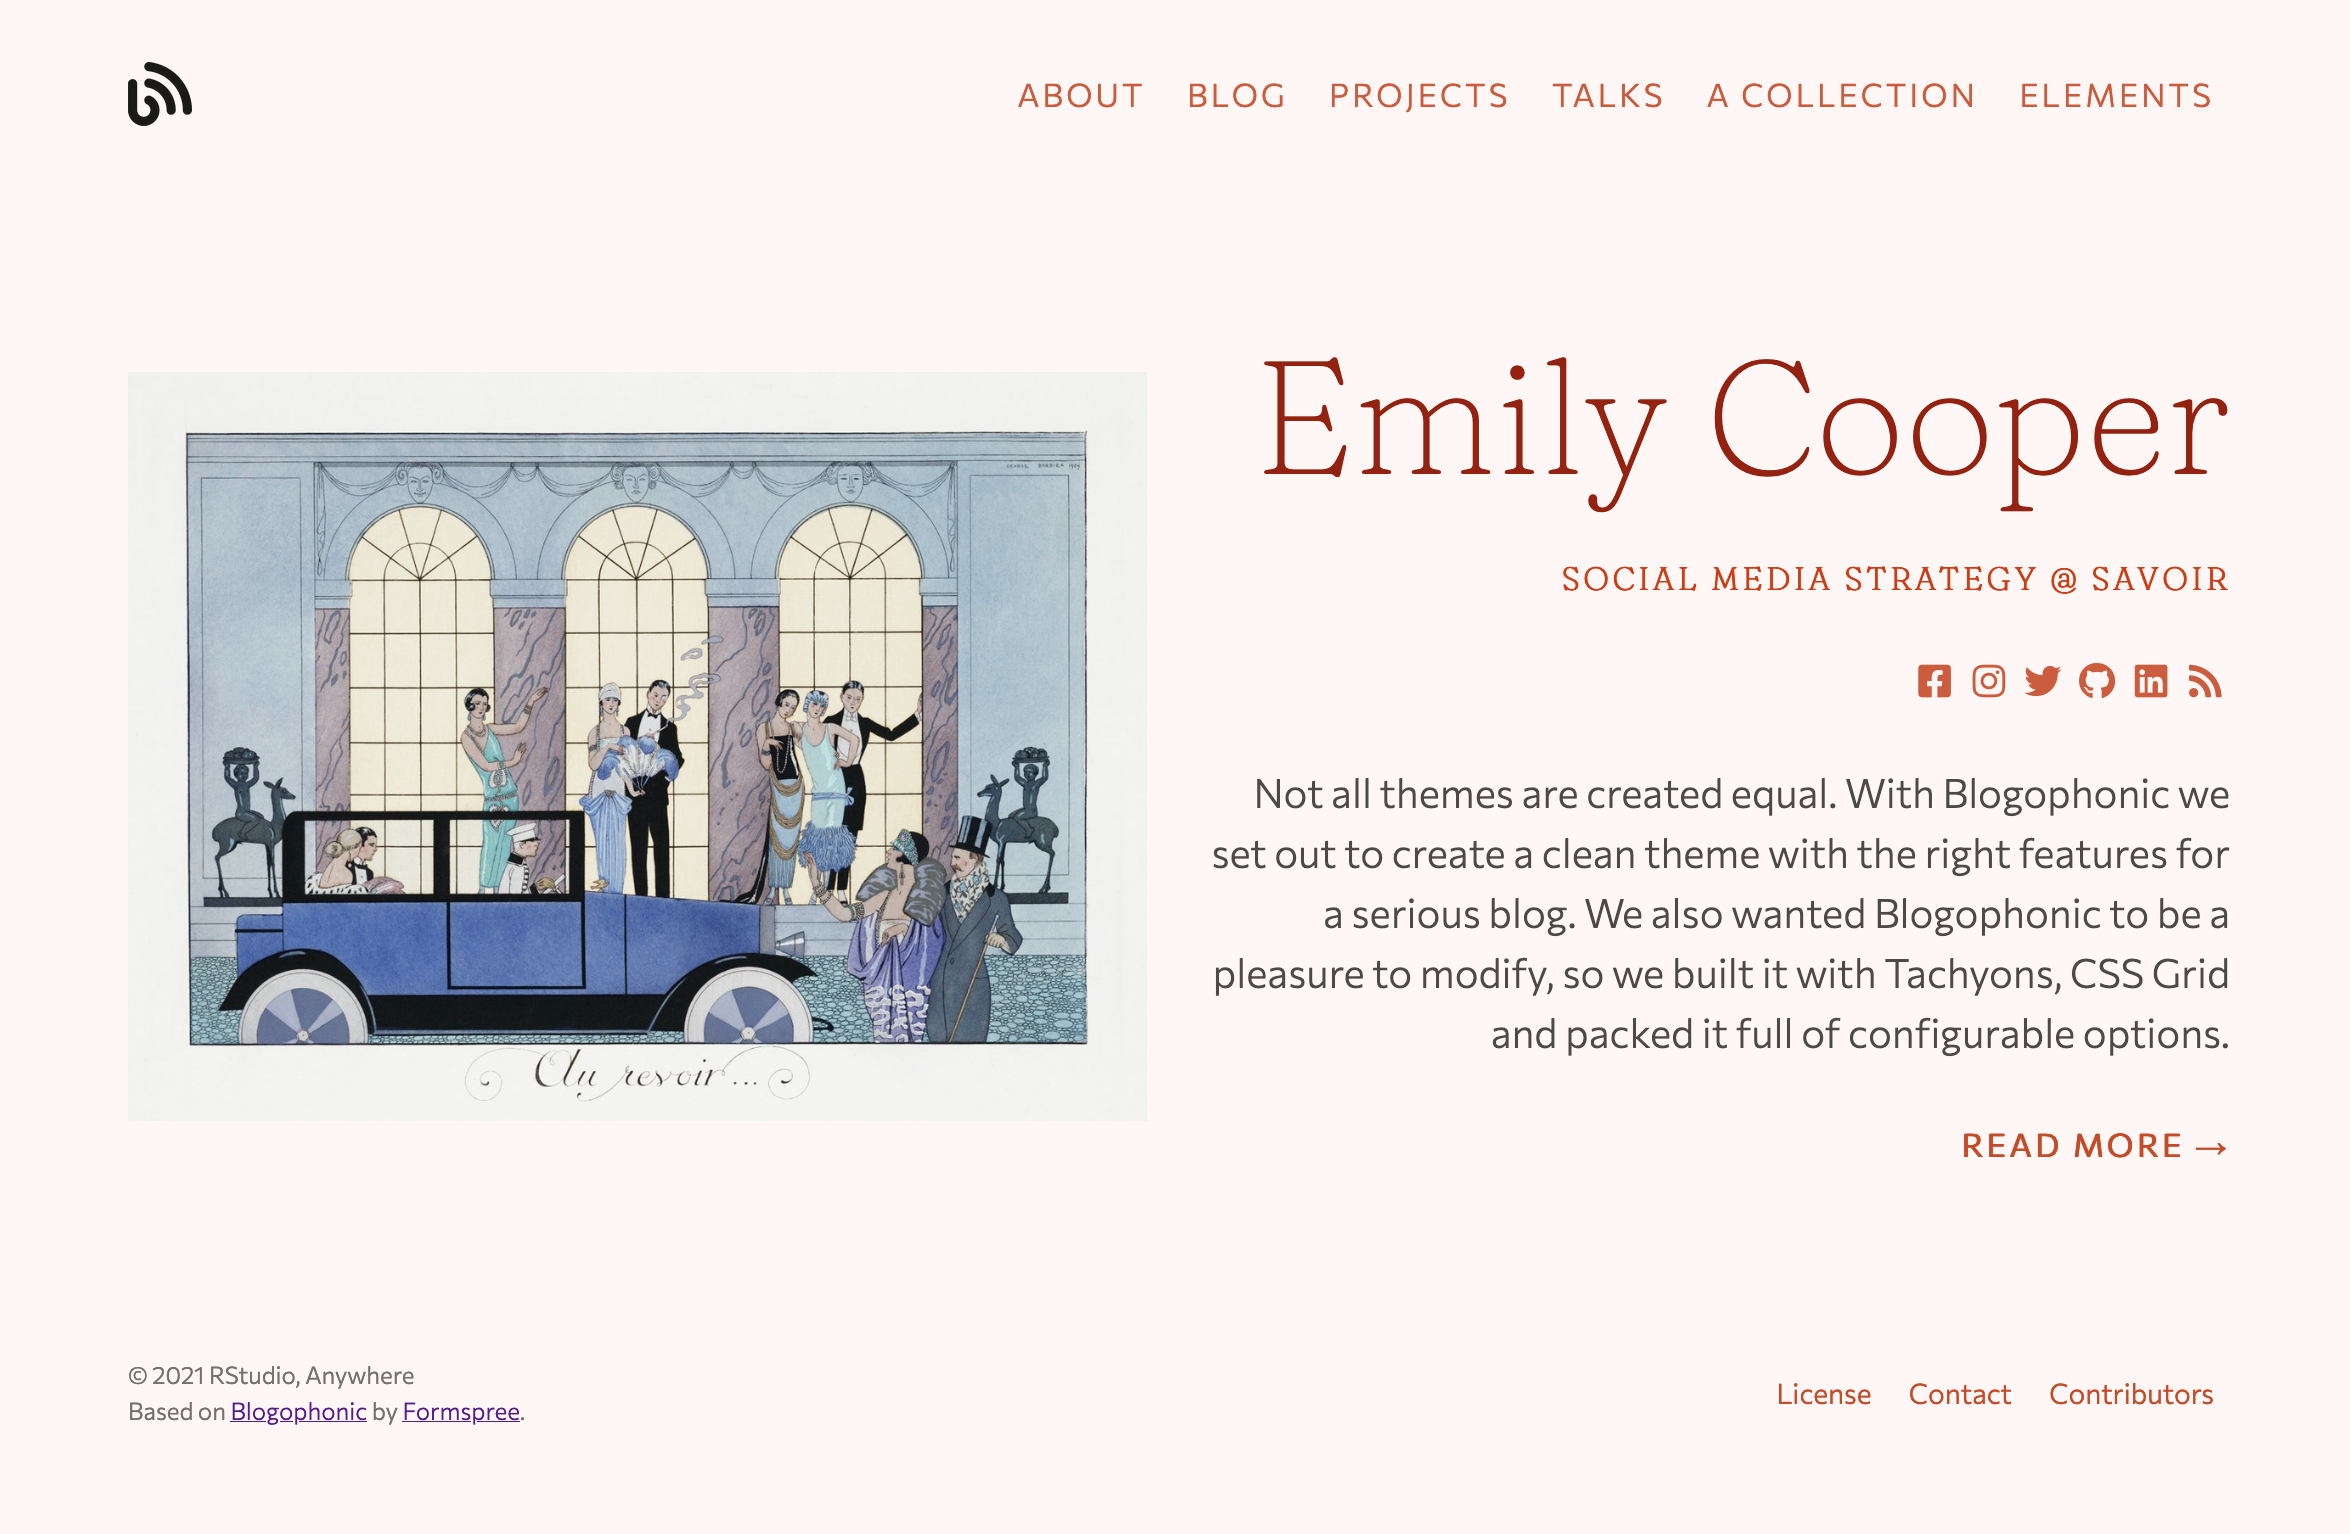 ABOUT BLOG PROJECTS TALKS A COLLECTION ELEMENTS
GEORGE BARBIER 1924
Au revoir...
Emily Cooper
SOCIAL MEDIA STRATEGY @ SAVOIR
Not all themes are created equal. With Blogophonic we
set out to create a clean theme with the right features for
a serious blog. We also wanted Blogophonic to be a
pleasure to modify, so we built it with Tachyons, CSS Grid
and packed it full of configurable options.
READ MORE →
© 2021 RStudio, Anywhere
Based on Blogophonic by Formspree.
License Contact Contributors